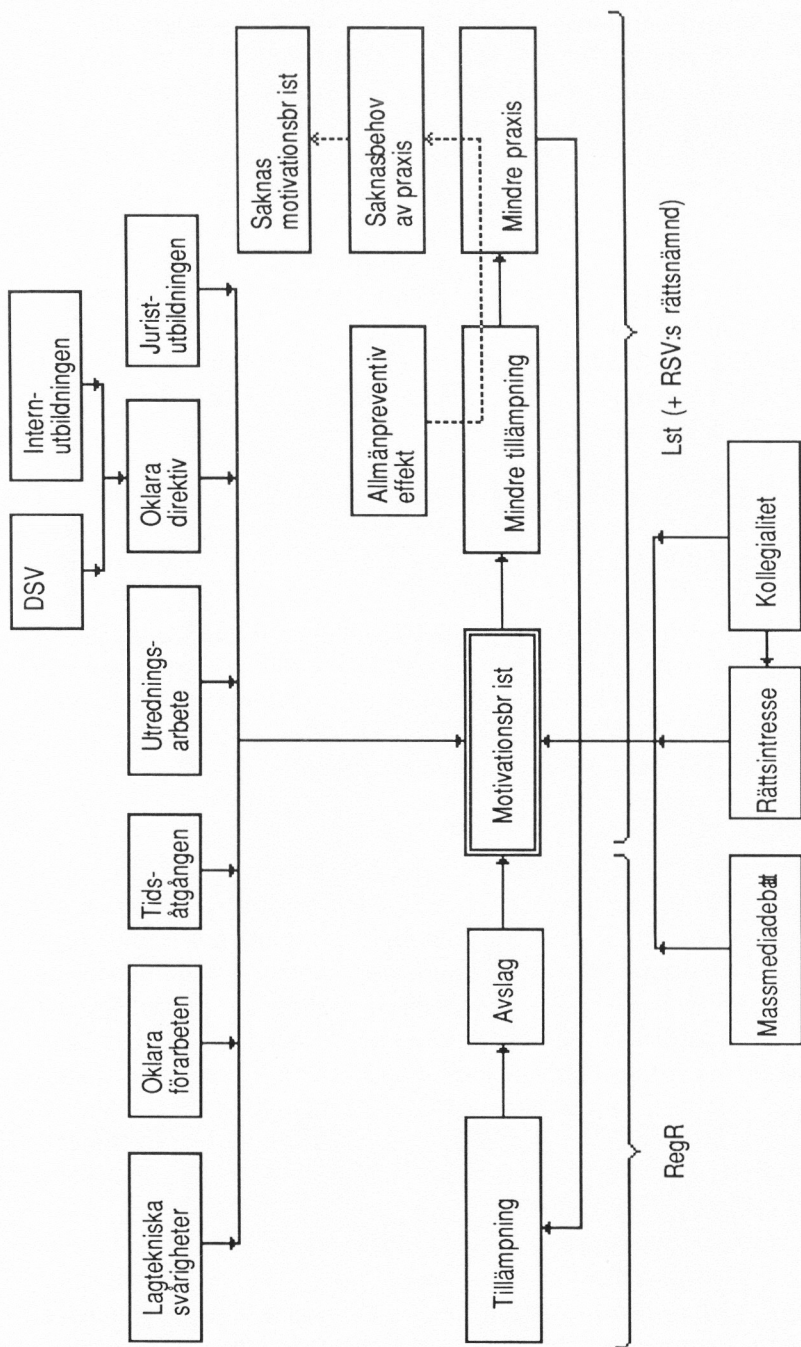 DSV
Intern-
utbildningen
Lagtekniska
svårigheter
Oklara
förarbeten
Tids-
åtgången
Utrednings-
arbete
Oklara
direktiv
Jurist-
utbildningen
Saknas
motivationsbr ist
Allmänpreventiv
effekt
Saknasbehov
av praxis
Tillämpning
Avslag
Motivationsbr ist
Mindre tillämpning
Mindre praxis
RegR
Lst (+ RSV:s rättsnämnd)
Massmediadebatt
Rättsintresse
Kollegialitet